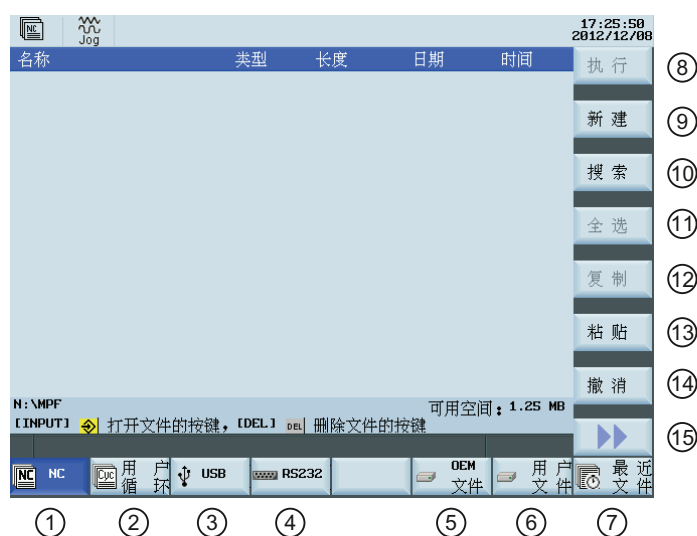 NC
Jog
17:25:50
2012/12/08
名称 类型 长度 日期 时间
执行 ⑧
新建 ⑨
搜索 ⑩
全选 ⑪
复制 ⑫
粘贴 ⑬
撤消 ⑭
⑮
N:\MPF 可用空间：1.25 MB
[INPUT] 打开文件的按键，[DEL] DEL 删除文件的按键
NC NC
Cyc 用户循环
USB
RS232
OEM文件
用户文件
最近文件
① ② ③ ④ ⑤ ⑥ ⑦